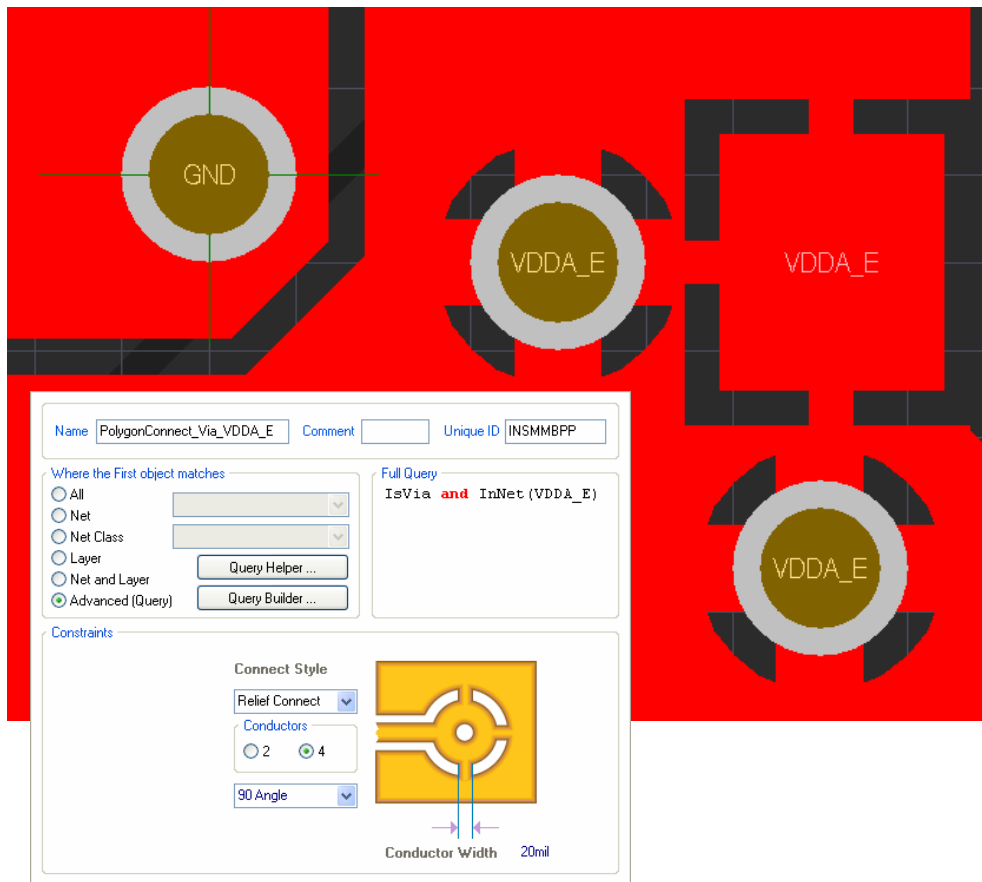 GND
VDDA_E
VDDA_E
VDDA_E
Name PolygonConnect_Via_VDDA_E Comment Unique ID INSMMBPP
Where the First object matches
All
Net
Net Class
Layer
Net and Layer
Advanced (Query)
Query Helper ...
Query Builder ...
Full Query
IsVia and InNet(VDDA_E)
Constraints
Connect Style
Relief Connect
Conductors
2 4
90 Angle
Conductor Width 20mil